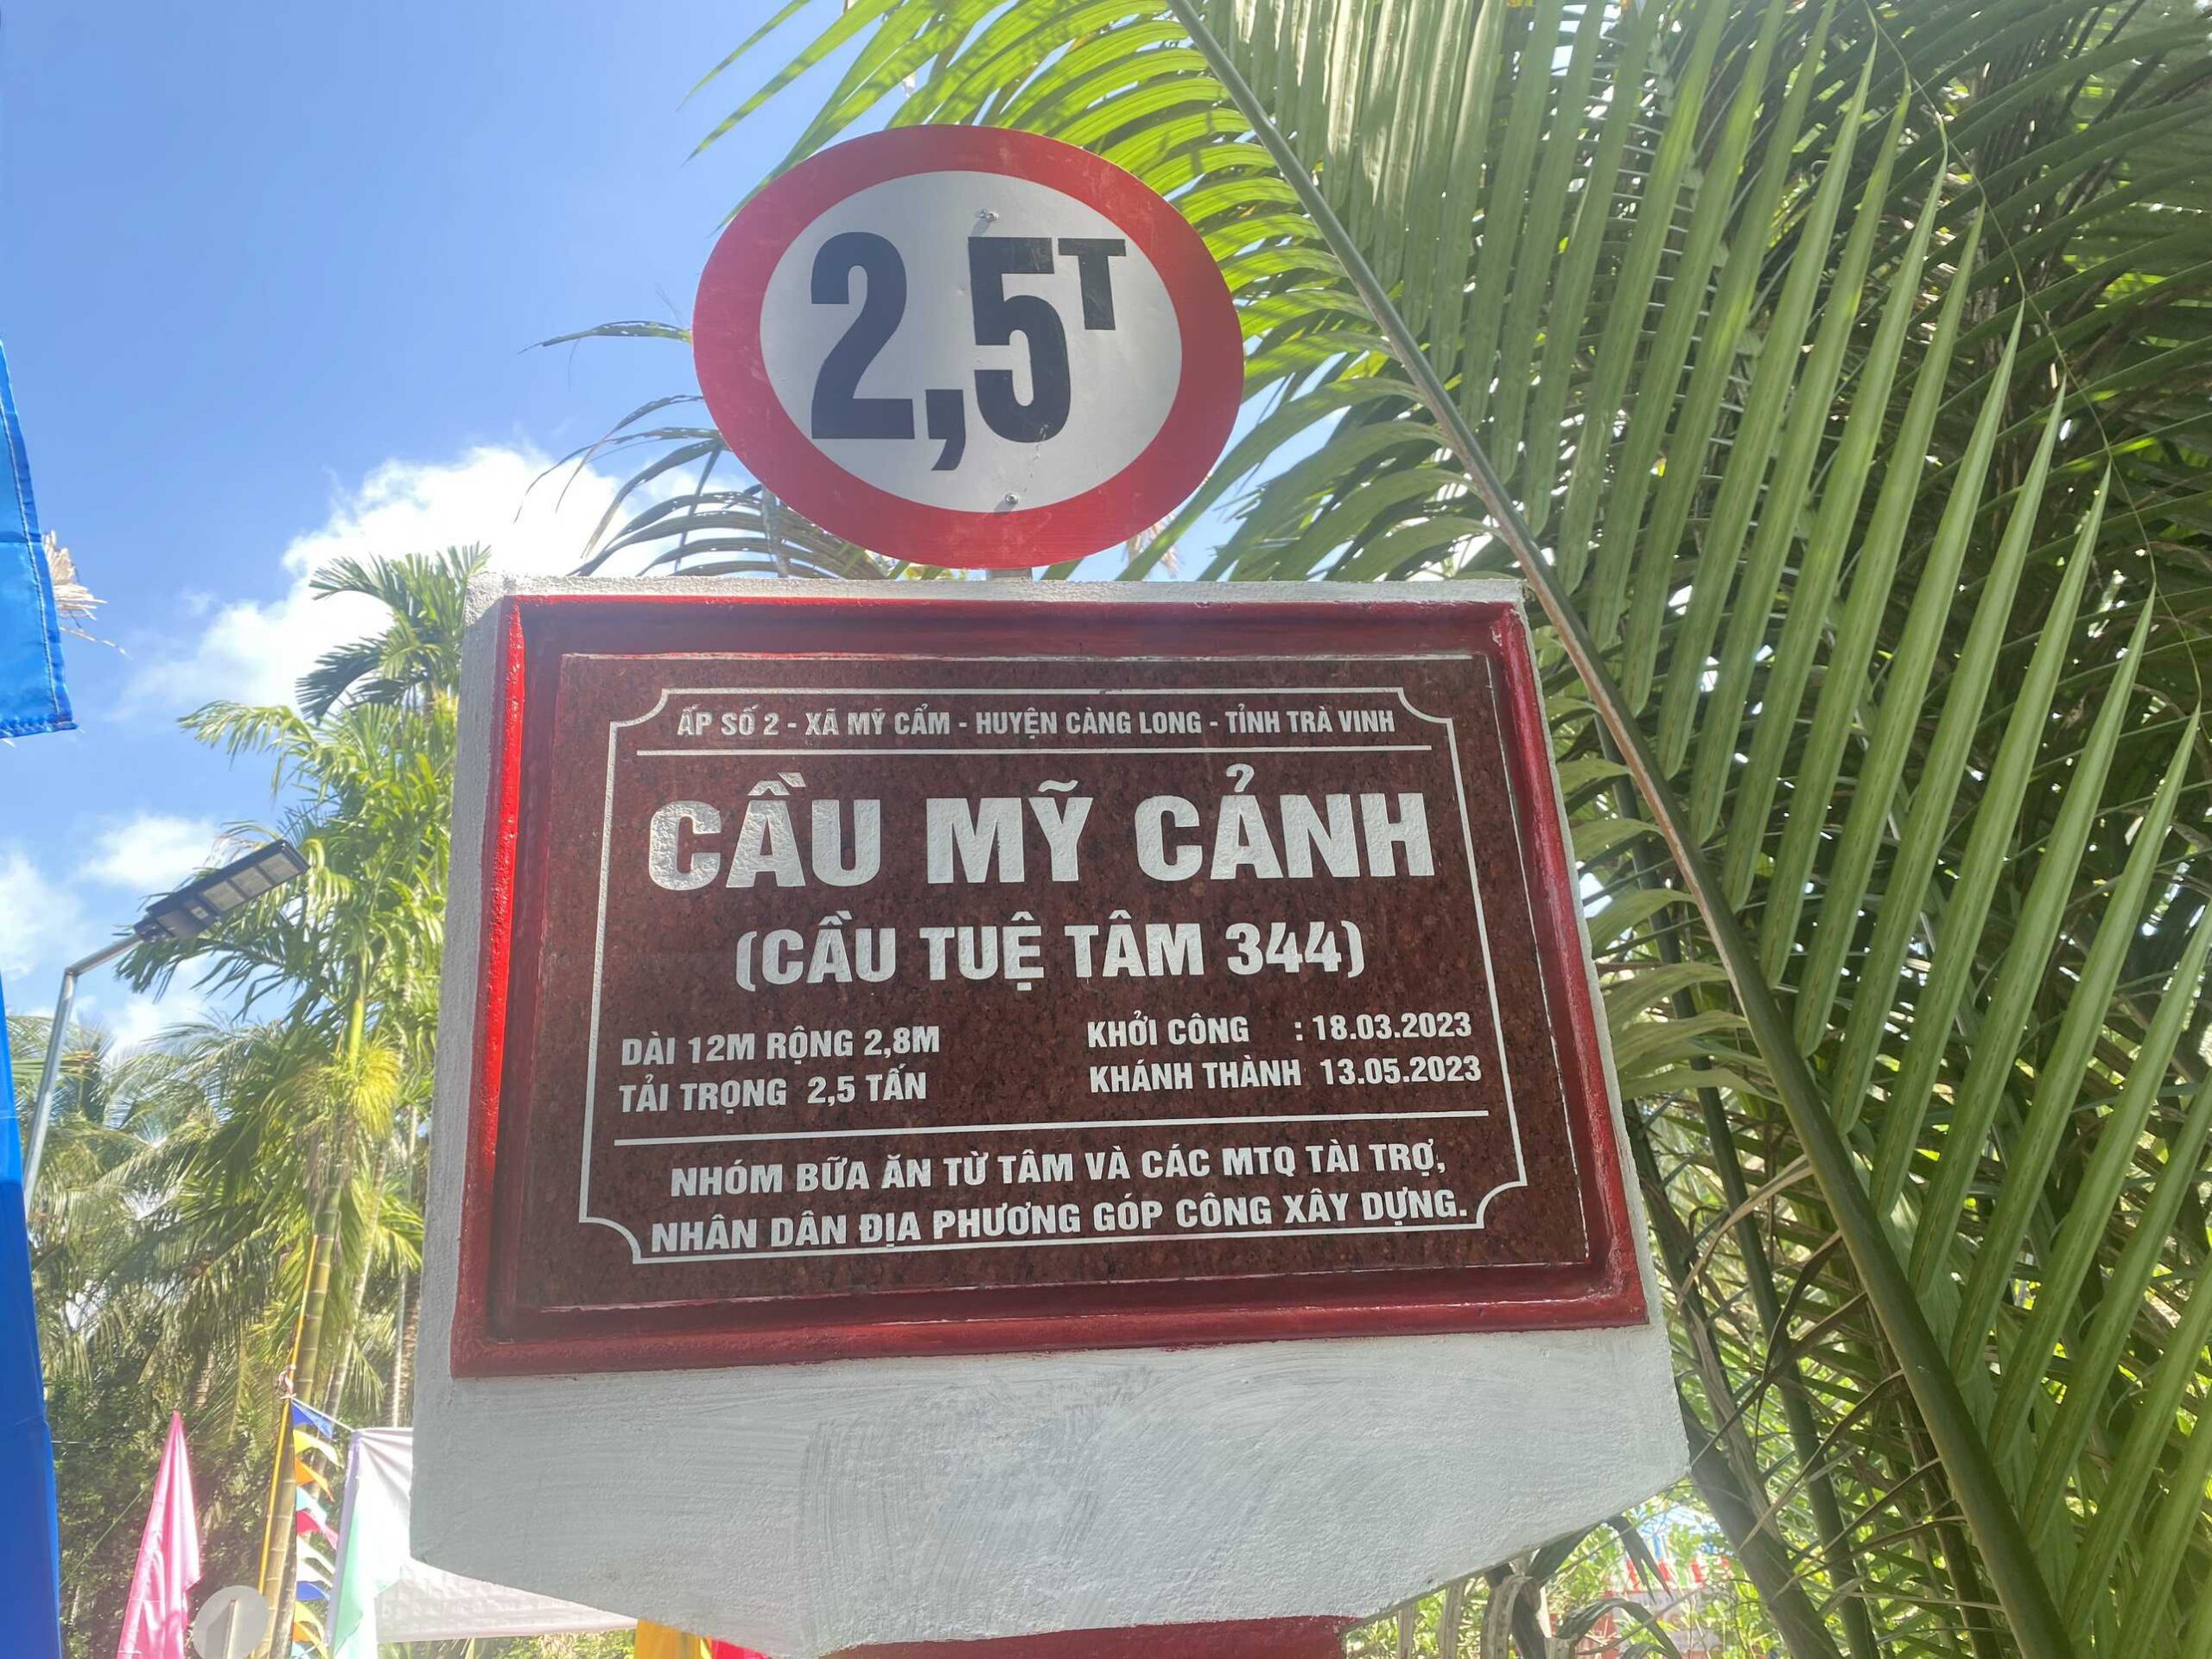 2,5T
ẤP SỐ 2 - XÃ MỸ CẨM - HUYỆN CÀNG LONG - TỈNH TRÀ VINH
CẦU MỸ CẢNH
(CẦU TUỆ TÂM 344)
DÀI 12M RỘNG 2,8M
TẢI TRỌNG 2,5 TẤN
KHỞI CÔNG : 18.03.2023
KHÁNH THÀNH 13.05.2023
NHÓM BỮA ĂN TỪ TÂM VÀ CÁC MTQ TÀI TRỢ,
NHÂN DÂN ĐỊA PHƯƠNG GÓP CÔNG XÂY DỰNG.